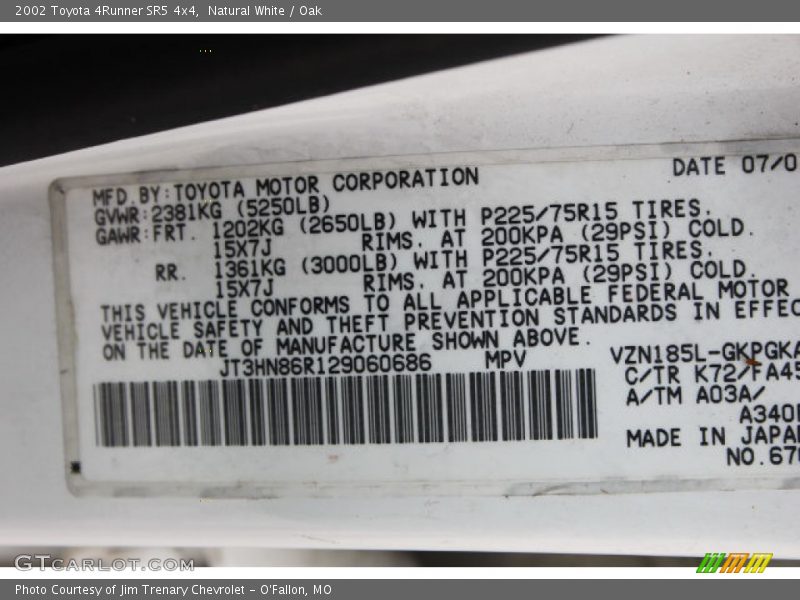 2002 Toyota 4Runner SR5 4x4, Natural White / Oak
DATE 07/0
MFD.BY:TOYOTA MOTOR CORPORATION
GVWR:2381KG (5250LB)
GAWR:FRT. 1202KG (2650LB) WITH P225/75R15 TIRES.
15X7J RIMS. AT 200KPA (29PSI) COLD.
RR. 1361KG (3000LB) WITH P225/75R15 TIRES.
15X7J RIMS. AT 200KPA (29PSI) COLD.
THIS VEHICLE CONFORMS TO ALL APPLICABLE FEDERAL MOTOR
VEHICLE SAFETY AND THEFT PREVENTION STANDARDS IN EFFEC
ON THE DATE OF MANUFACTURE SHOWN ABOVE.
JT3HN86R129060686 MPV
VZN185L-GKPGKA
C/TR K72/FA45
A/TM A03A/
A340
MADE IN JAPA
NO.67
GTCARLOT.COM
Photo Courtesy of Jim Trenary Chevrolet - O'Fallon, MO